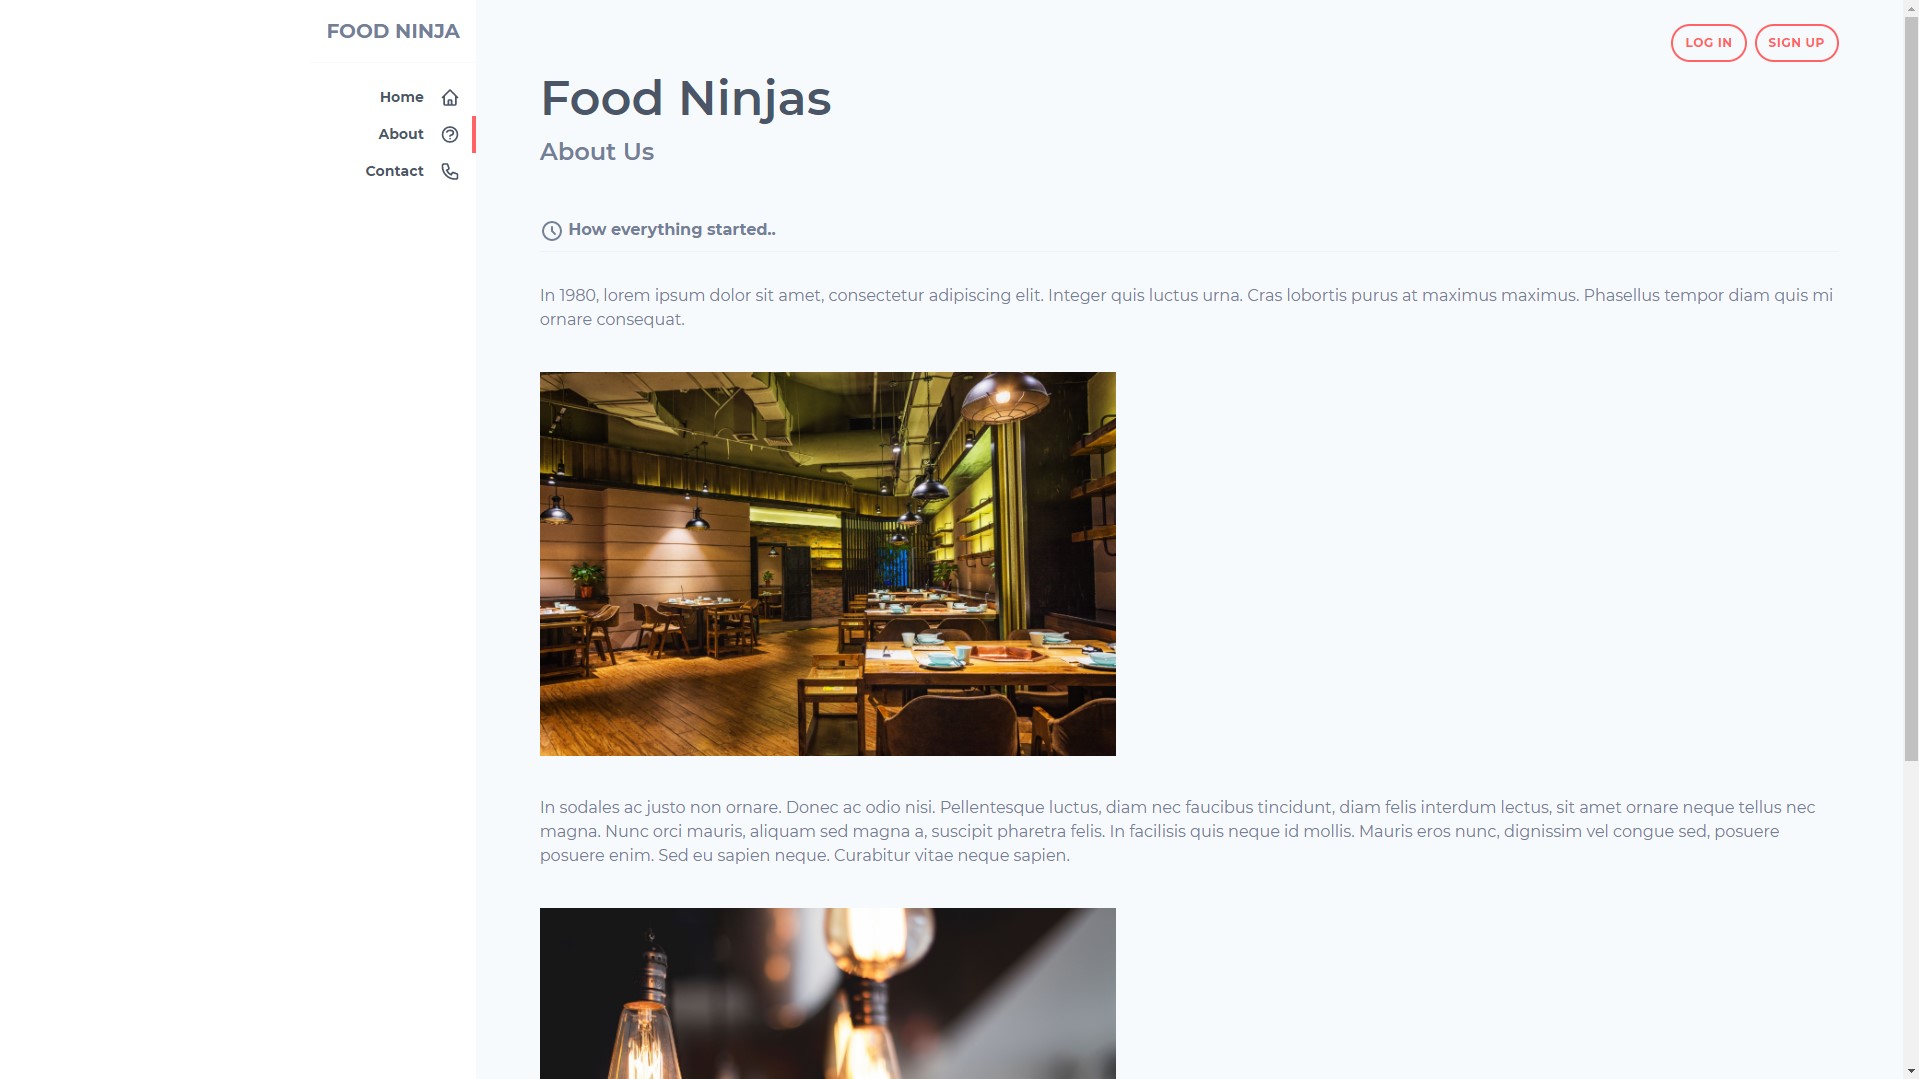 FOOD NINJA
Home
About
Contact
LOG IN
SIGN UP
Food Ninjas
About Us
How everything started..
In 1980, lorem ipsum dolor sit amet, consectetur adipiscing elit. Integer quis luctus urna. Cras lobortis purus at maximus maximus. Phasellus tempor diam quis mi
ornare consequat.
In sodales ac justo non ornare. Donec ac odio nisi. Pellentesque luctus, diam nec faucibus tincidunt, diam felis interdum lectus, sit amet ornare neque tellus nec
magna. Nunc orci mauris, aliquam sed magna a, suscipit pharetra felis. In facilisis quis neque id mollis. Mauris eros nunc, dignissim vel congue sed, posuere
posuere enim. Sed eu sapien neque. Curabitur vitae neque sapien.